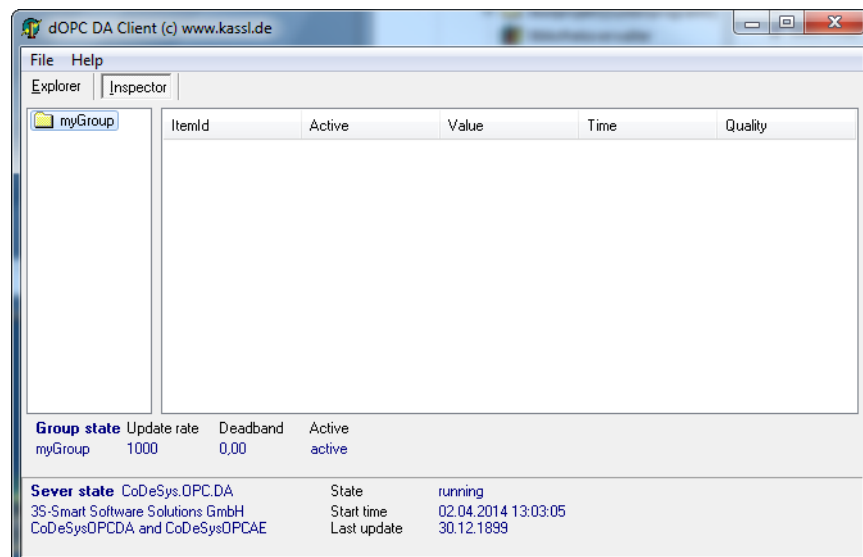 dOPC DA Client (c) www.kassl.de
File Help
Explorer Inspector
myGroup
ItemId Active Value Time Quality
Group state Update rate Deadband Active
myGroup 1000 0,00 active
Sever state CoDeSys.OPC.DA State running
3S-Smart Software Solutions GmbH Start time 02.04.2014 13:03:05
CoDeSysOPCDA and CoDeSysOPCAE Last update 30.12.1899